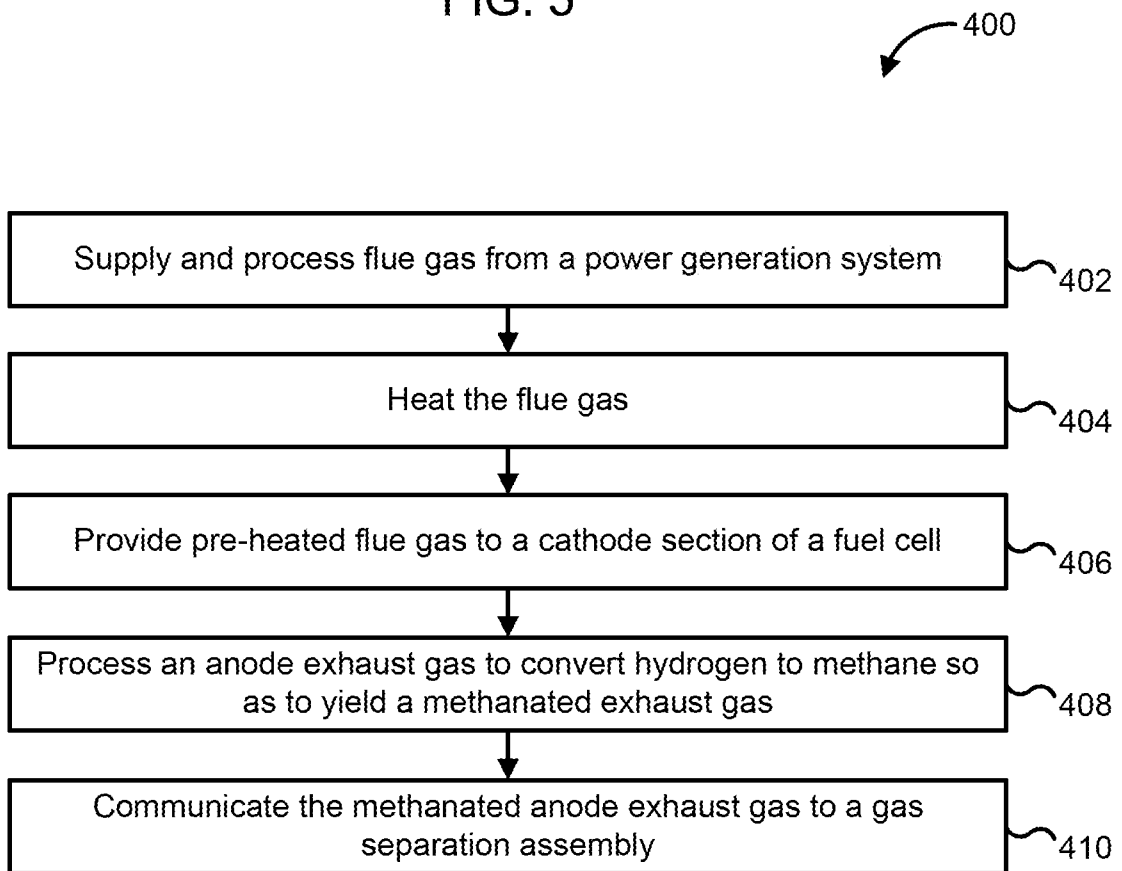 FIG.
400
Supply and process flue gas from a power generation system
402
Heat the flue gas
404
Provide pre-heated flue gas to a cathode section of a fuel cell
406
Process an anode exhaust gas to convert hydrogen to methane so
as to yield a methanated exhaust gas
408
Communicate the methanated anode exhaust gas to a gas
separation assembly
410